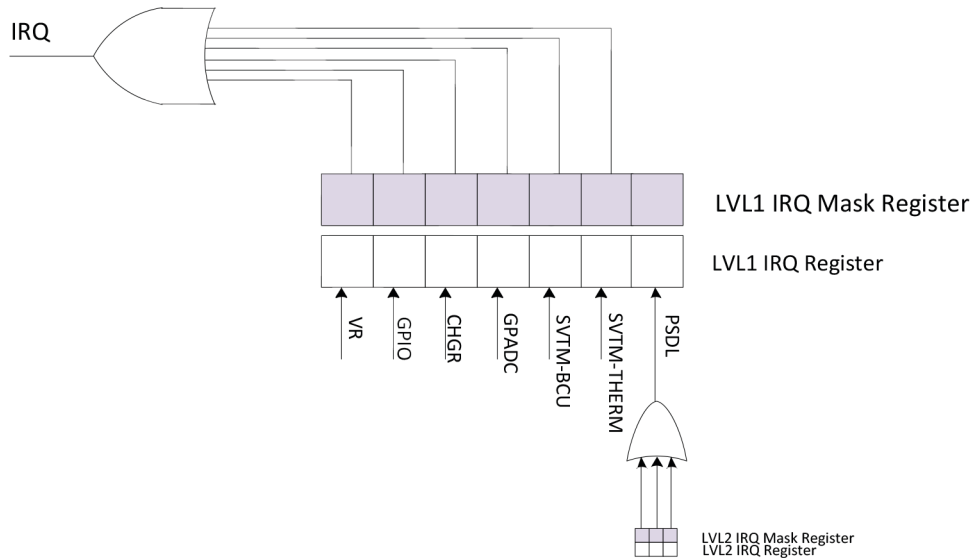 IRQ
LVL1 IRQ Mask Register
LVL1 IRQ Register
VR
GPIO
CHGR
GPADC
SVTM-BCU
SVTM-THERM
PSDL
LVL2 IRQ Mask Register
LVL2 IRQ Register